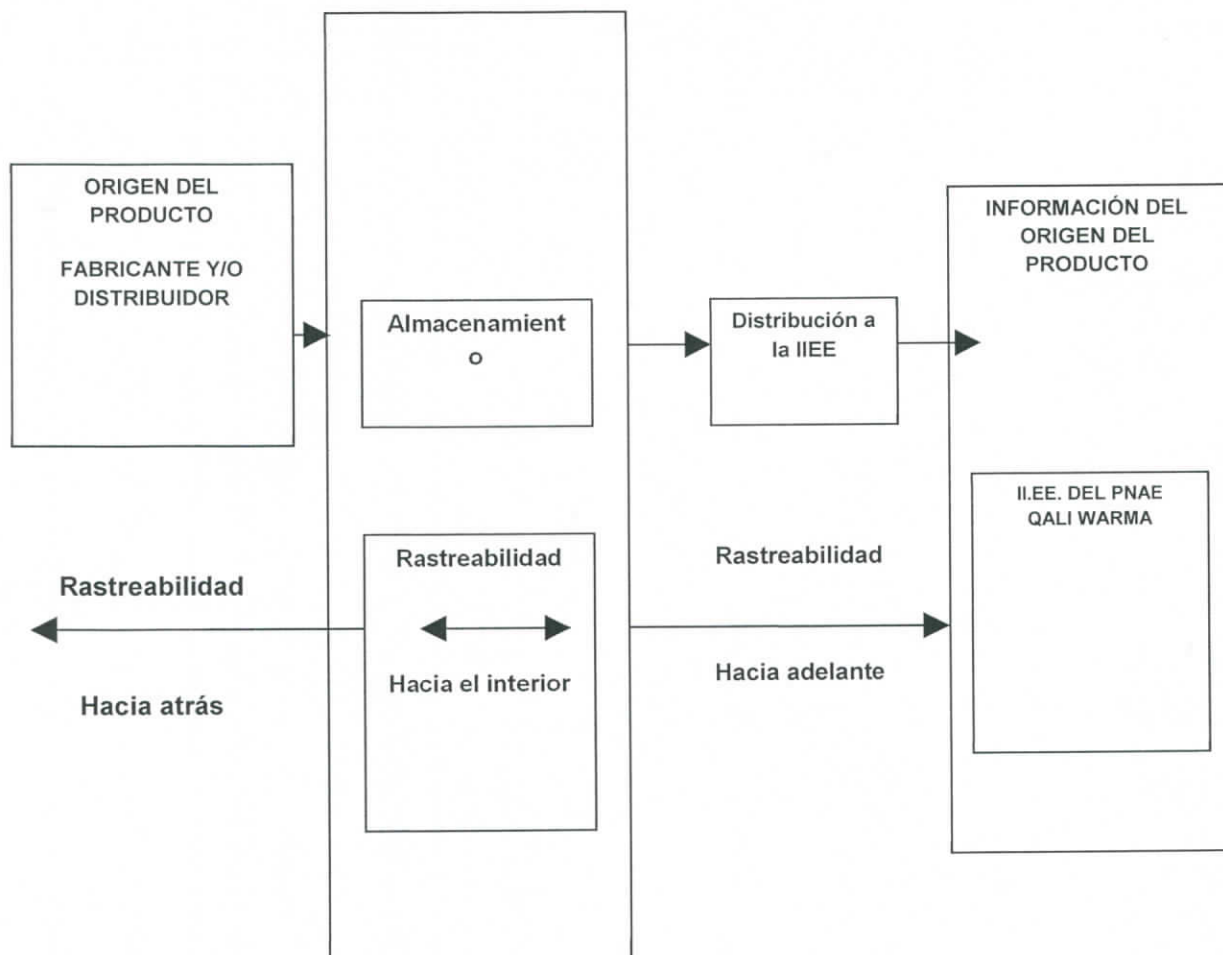 ORIGEN DEL
PRODUCTO
FABRICANTE Y/O
DISTRIBUIDOR
Almacenamient
o
Distribución a
la IIEE
INFORMACIÓN DEL
ORIGEN DEL
PRODUCTO
II.EE. DEL PNAE
QALI WARMA
Rastreabilidad
Hacia atrás
Rastreabilidad
Hacia el interior
Rastreabilidad
Hacia adelante